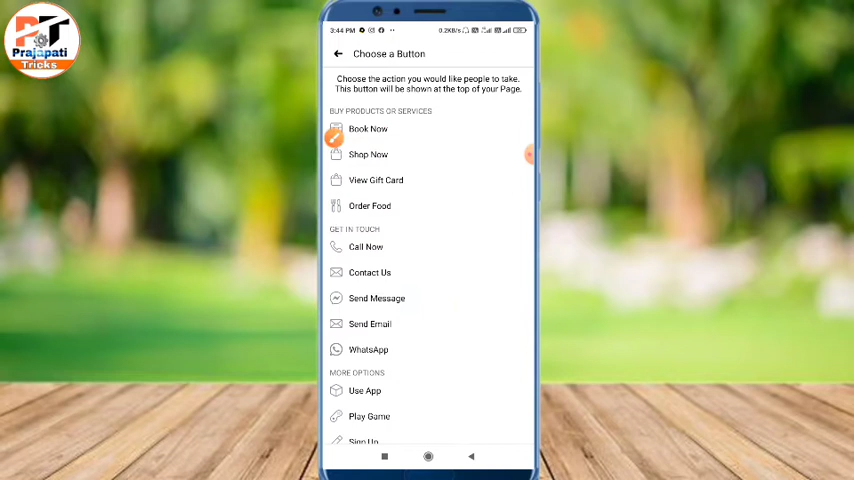 PT
Prajapati
Tricks
3:44 PM
0.2KB/s
Choose a Button
Choose the action you would like people to take.
This button will be shown at the top of your Page.
BUY PRODUCTS OR SERVICES
Book Now
Shop Now
View Gift Card
Order Food
GET IN TOUCH
Call Now
Contact Us
Send Message
Send Email
WhatsApp
MORE OPTIONS
Use App
Play Game
Sign Up